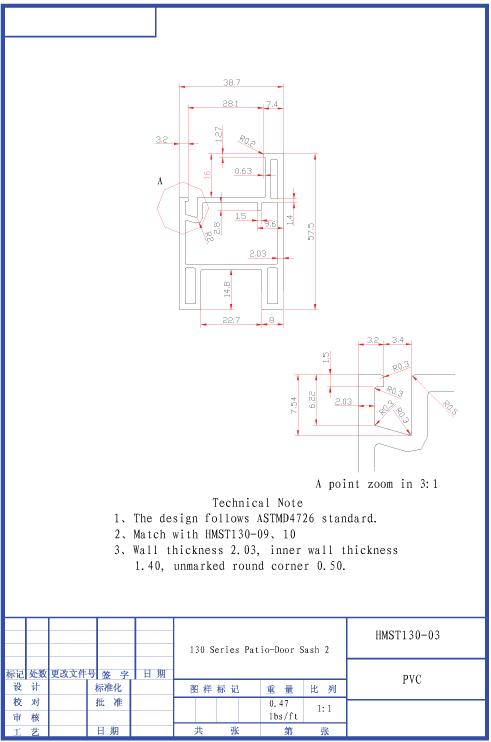 38.7
28.1
7.4
3.2
1.27
R0.2
16
0.63
A
1.5
9.6
1.4
2.8
57.5
2.03
14.8
22.7
8
3.2
3.4
1.5
R0.3
7.54
6.22
2.03
R0.3
R0.3
R0.3
R0.5
A point zoom in 3:1
Technical Note
1、The design follows ASTMD4726 standard.
2、Match with HMST130-09、10
3、Wall thickness 2.03, inner wall thickness
1.40, unmarked round corner 0.50.
130 Series Patio-Door Sash 2
HMST130-03
标记 处数 更改文件号 签 字 日 期
PVC
设 计 标准化
图 样 标 记 重 量 比 列
校 对 批 准
0.47
lbs/ft
1:1
审 核
工 艺 日 期
共 张 第 张